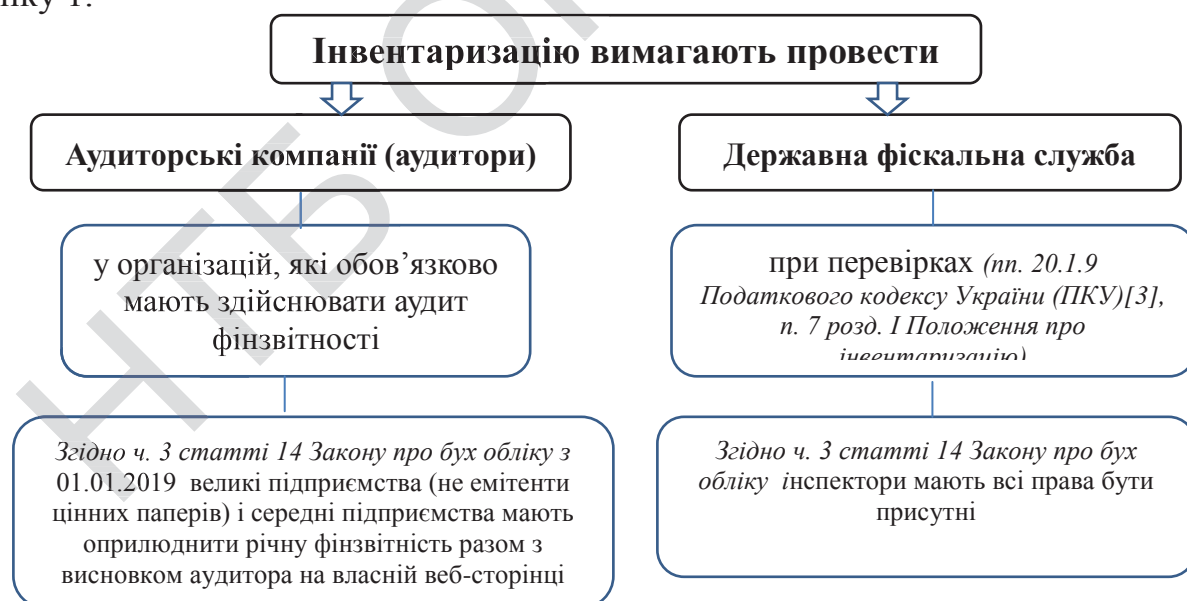 нку 1.
Інвентаризацію вимагають провести
Аудиторські компанії (аудитори)
у організацій, які обов’язково
мають здійснювати аудит
фінзвітності
Згідно ч. 3 статті 14 Закону про бух обліку з
01.01.2019 великі підприємства (не емітенти
цінних паперів) і середні підприємства мають
оприлюднити річну фінзвітність разом з
висновком аудитора на власній веб-сторінці
Державна фіскальна служба
при перевірках (пп. 20.1.9
Податкового кодексу України (ПКУ)[3],
п. 7 розд. І Положення про
інвентаризацію)
Згідно ч. 3 статті 14 Закону про бух
обліку інспектори мають всі права бути
присутні
НТБ